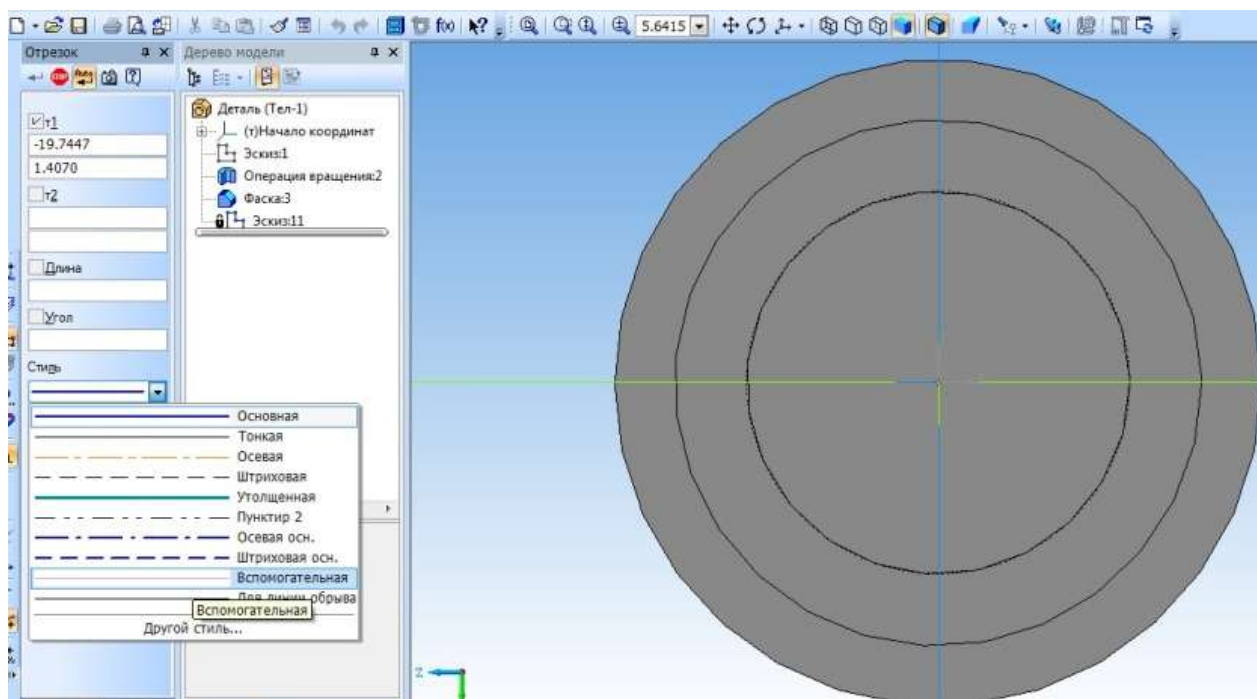 f(x)
5.6415
Отрезок
Дерево модели
STOP
Auto
т1
-19.7447
1.4070
т2
Длина
Угол
Стиль
Деталь (Тел-1)
(т)Начало координат
Эскиз:1
Операция вращения:2
Фаска:3
Эскиз:11
Основная
Тонкая
Осевая
Штриховая
Утолщенная
Пунктир 2
Осевая осн.
Штриховая осн.
Вспомогательная
Для линии обрыва
Вспомогательная
Другой стиль...
Z